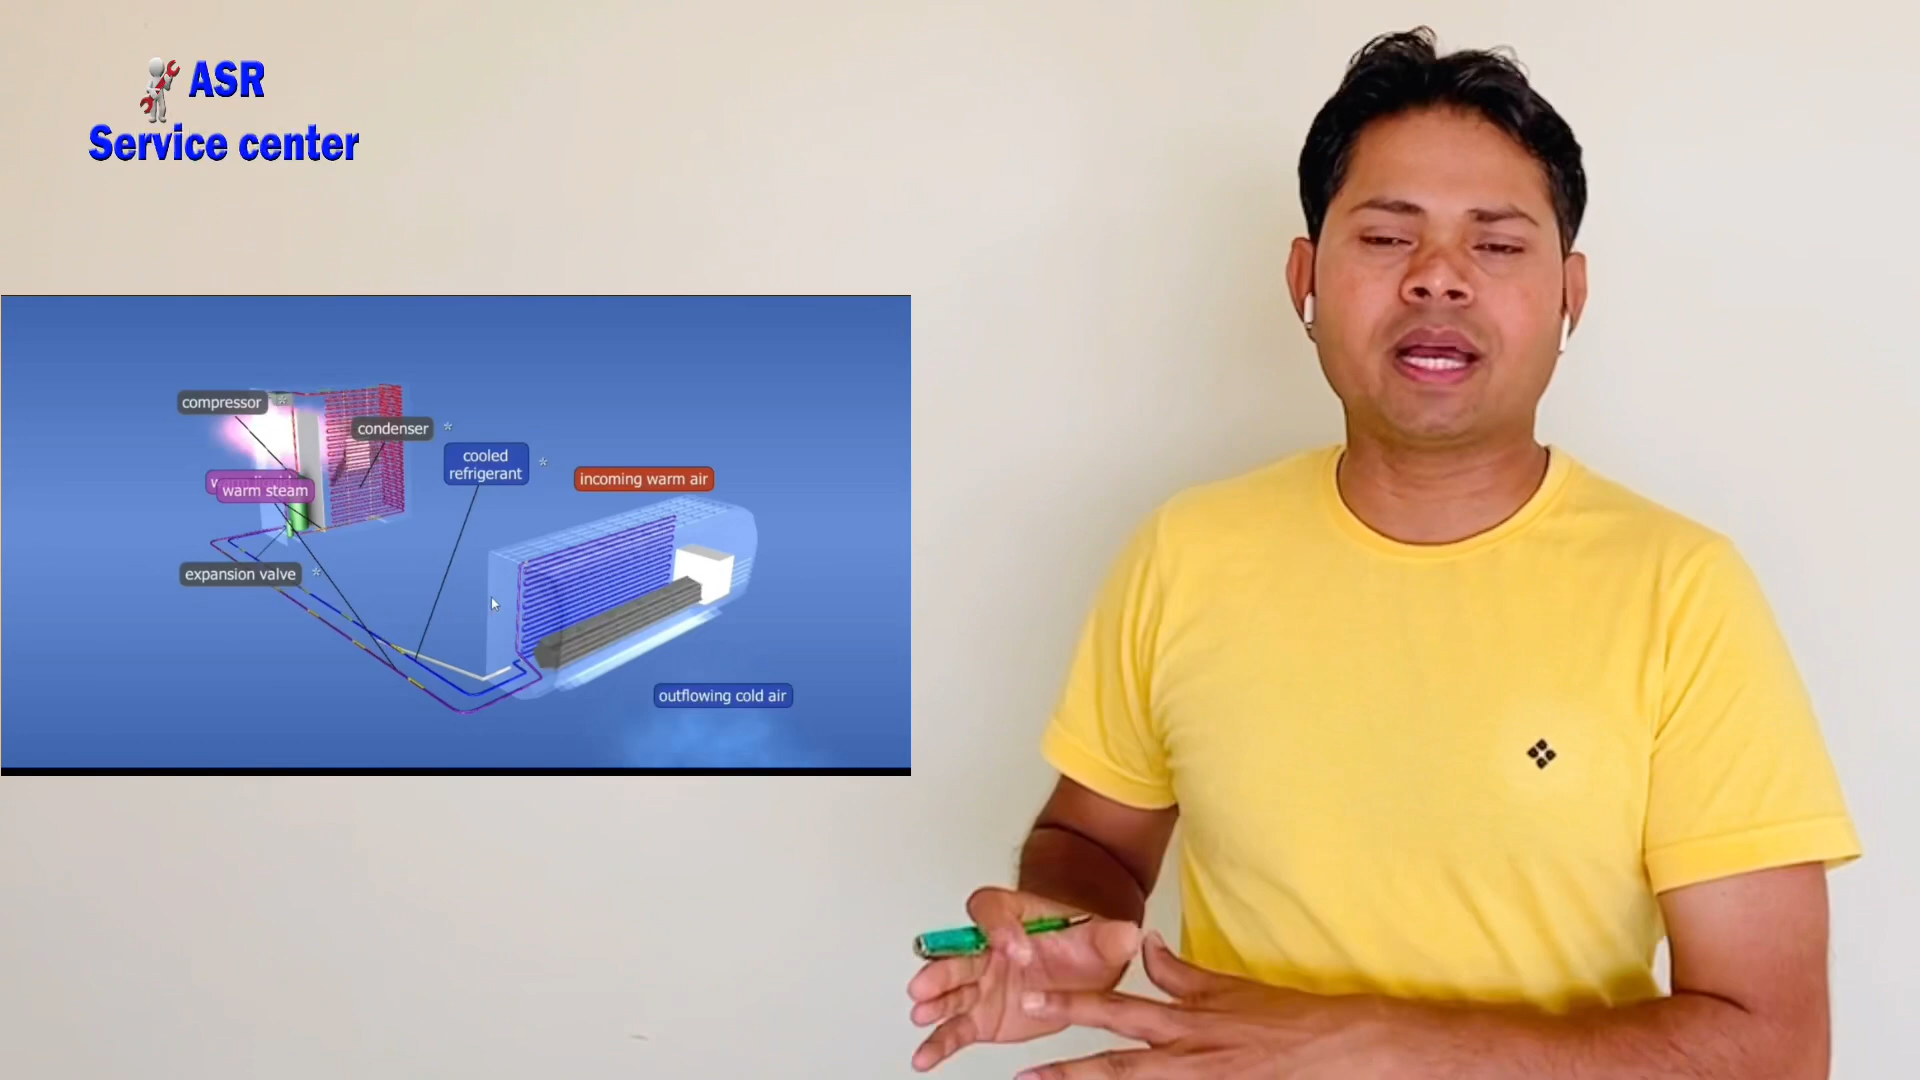 ASR
Service center
compressor
condenser
cooled
refrigerant
incoming warm air
warm steam
expansion valve
outflowing cold air